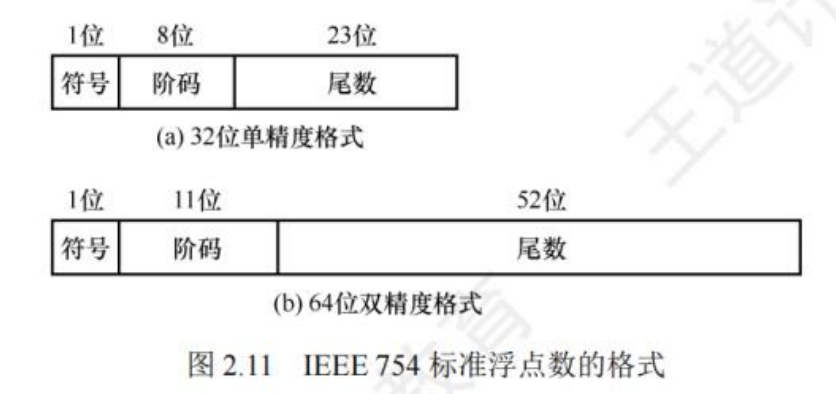 1位 8位 23位
符号 阶码 尾数
(a) 32位单精度格式
1位 11位 52位
符号 阶码 尾数
(b) 64位双精度格式
图 2.11 IEEE 754 标准浮点数的格式
王道计
教育